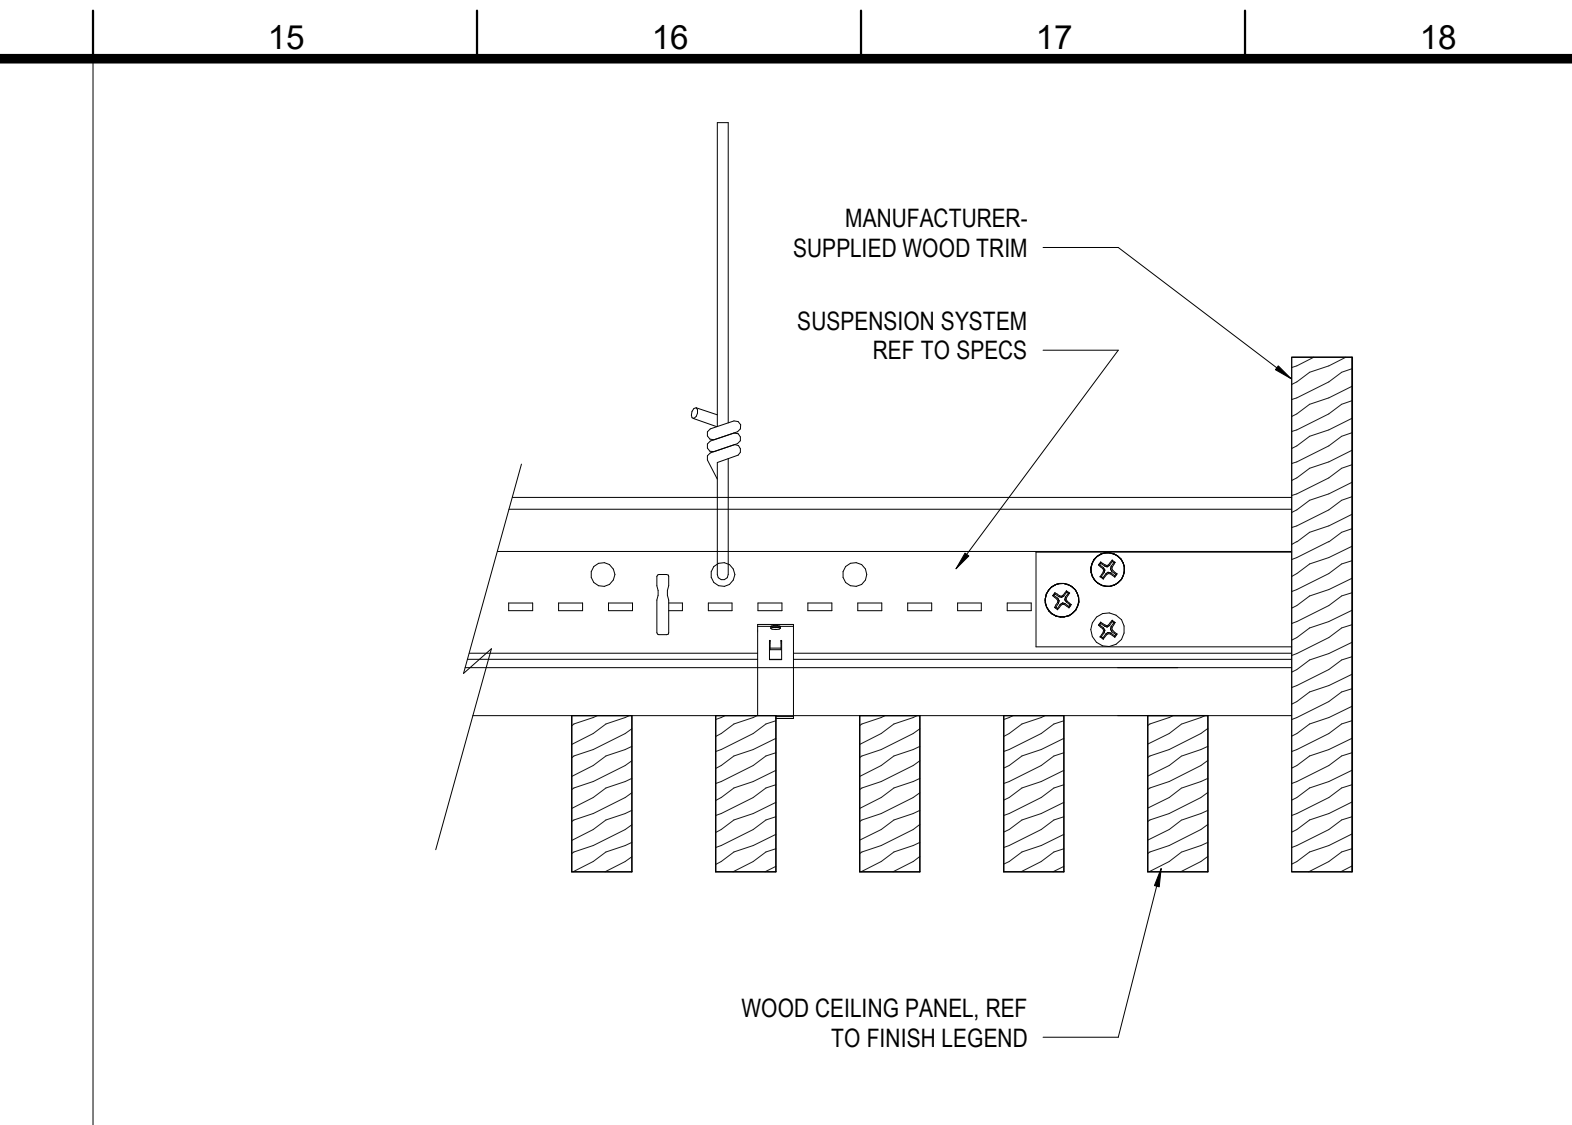 15 16 17 18
MANUFACTURER-
SUPPLIED WOOD TRIM
SUSPENSION SYSTEM
REF TO SPECS
WOOD CEILING PANEL, REF
TO FINISH LEGEND